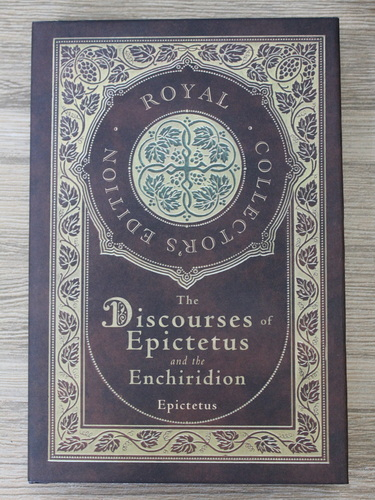 ROYAL COLLECTOR'S EDITION
The
Discourses of
Epictetus
and the
Enchiridion
Epictetus